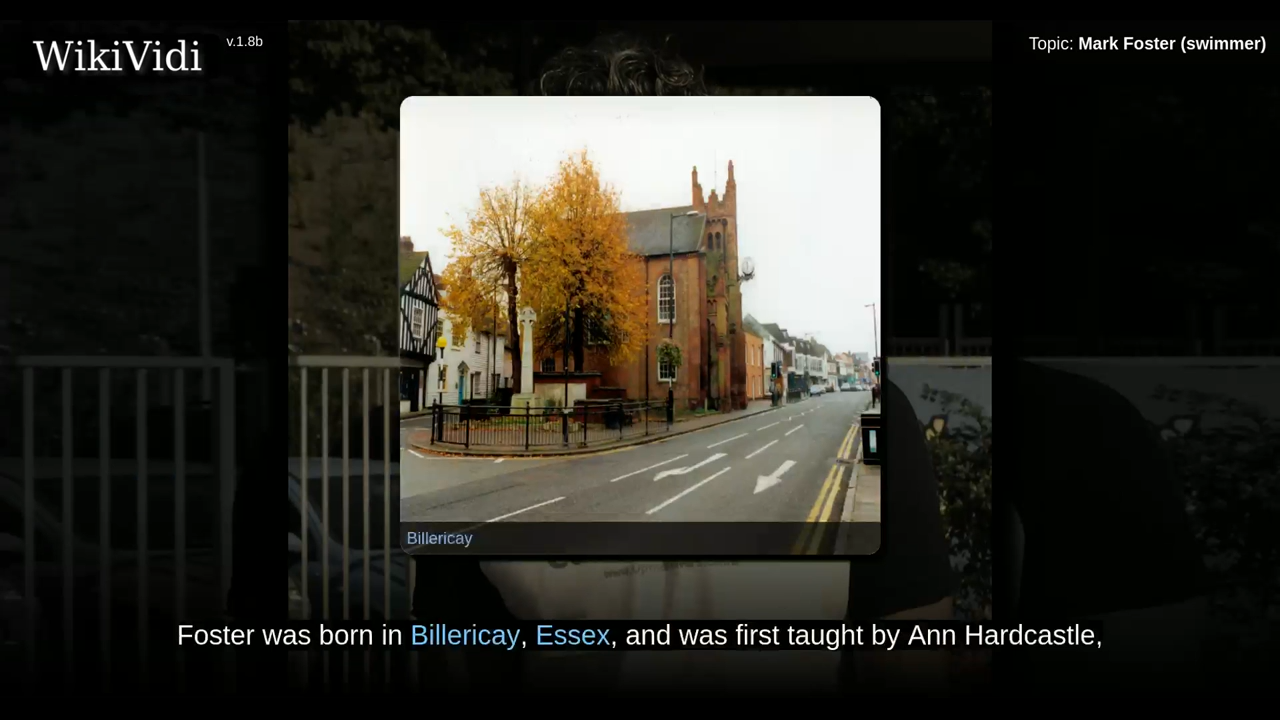 WikiVidi
v.1.8b
Topic: Mark Foster (swimmer)
Billericay
Foster was born in Billericay, Essex, and was first taught by Ann Hardcastle,